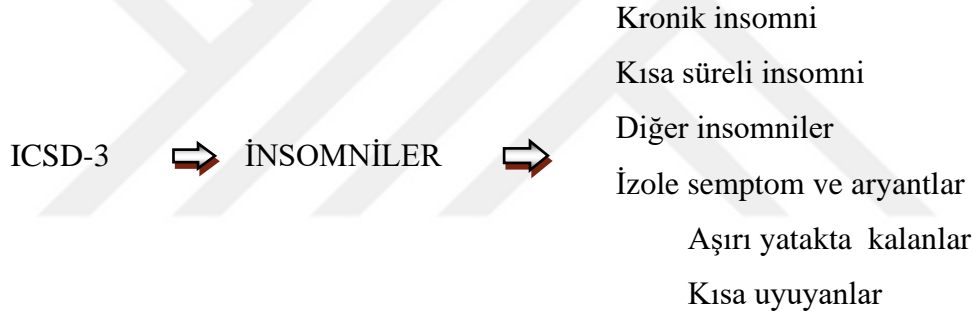 Kronik insomni
Kısa süreli insomni
Diğer insomniler
ICSD-3 İNSOMNİLER
İzole semptom ve aryantlar
Aşırı yatakta kalanlar
Kısa uyuyanlar